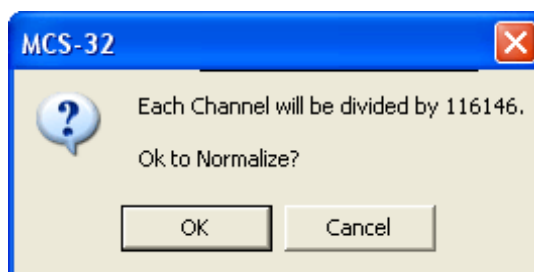 MCS-32
Each Channel will be divided by 116146.
Ok to Normalize?
OK Cancel